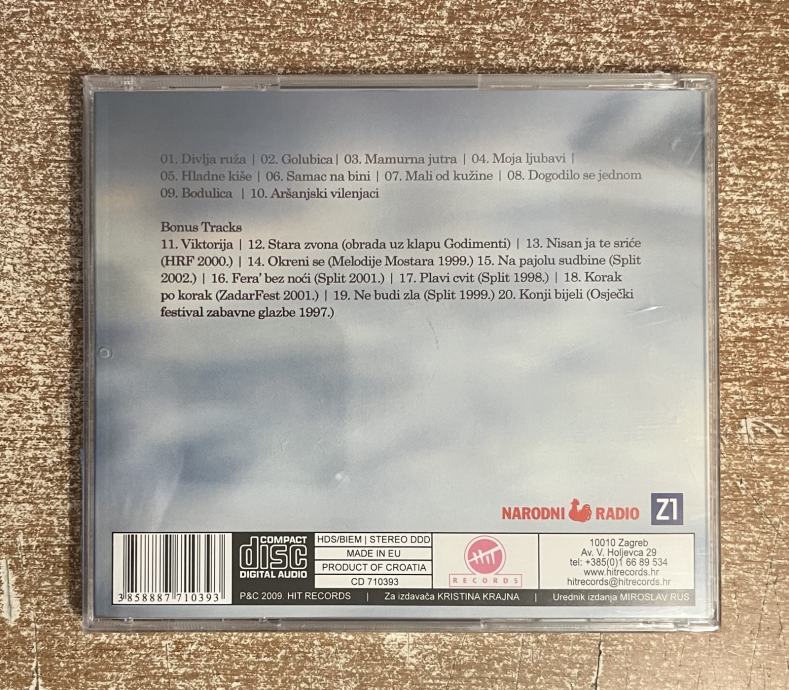 01. Divlja ruža | 02. Golubica | 03. Mamurna jutra | 04. Moja ljubavi |
05. Hladne kiše | 06. Samac na bini | 07. Mali od kužine | 08. Dogodilo se jednom
09. Bodulica | 10. Aršanjski vilenjaci
Bonus Tracks
11. Viktorija | 12. Stara zvona (obrada uz klapu Godimenti) | 13. Nisan ja te sriće
(HRF 2000.) | 14. Okreni se (Melodije Mostara 1999.) 15. Na pajolu sudbine (Split
2002.) | 16. Fera' bez noći (Split 2001.) | 17. Plavi cvit (Split 1998.) | 18. Korak
po korak (ZadarFest 2001.) | 19. Ne budi zla (Split 1999.) 20. Konji bijeli (Osječki
festival zabavne glazbe 1997.)
NARODNI RADIO Z1
3 858887 710393
COMPACT
disc
DIGITAL AUDIO
HDS/BIEM | STEREO DDD
MADE IN EU
PRODUCT OF CROATIA
CD 710393
HIT
RECORDS
10010 Zagreb
Av. V. Holjevca 29
tel: +385(0)1 66 89 534
www.hitrecords.hr
hitrecords@hitrecords.hr
P&C 2009. HIT RECORDS | Za izdavača KRISTINA KRAJNA | Urednik izdanja MIROSLAV RUS